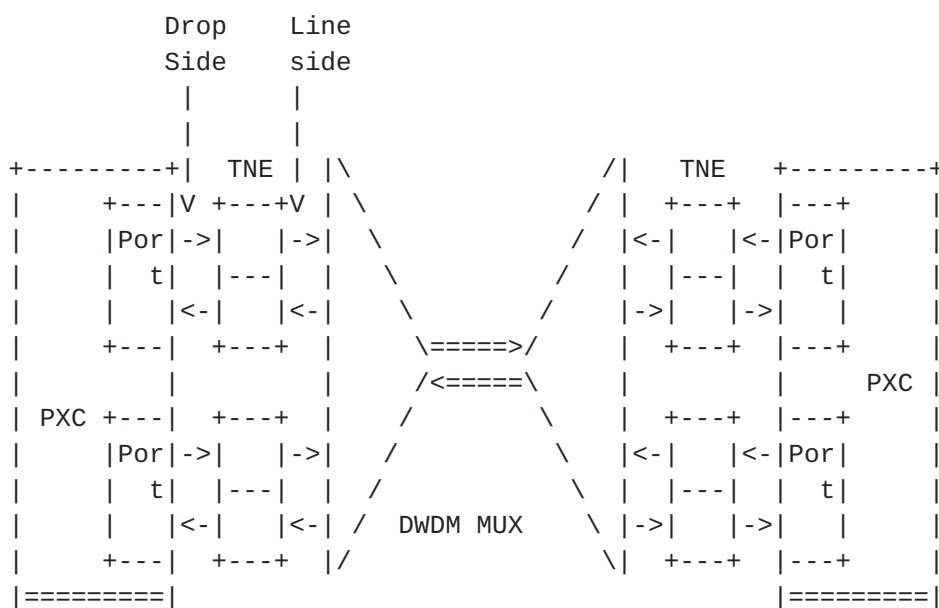 Drop Line
Side side
TNE TNE
Por Por
t t
PXC
PXC
Por Por
t t
DWDM MUX